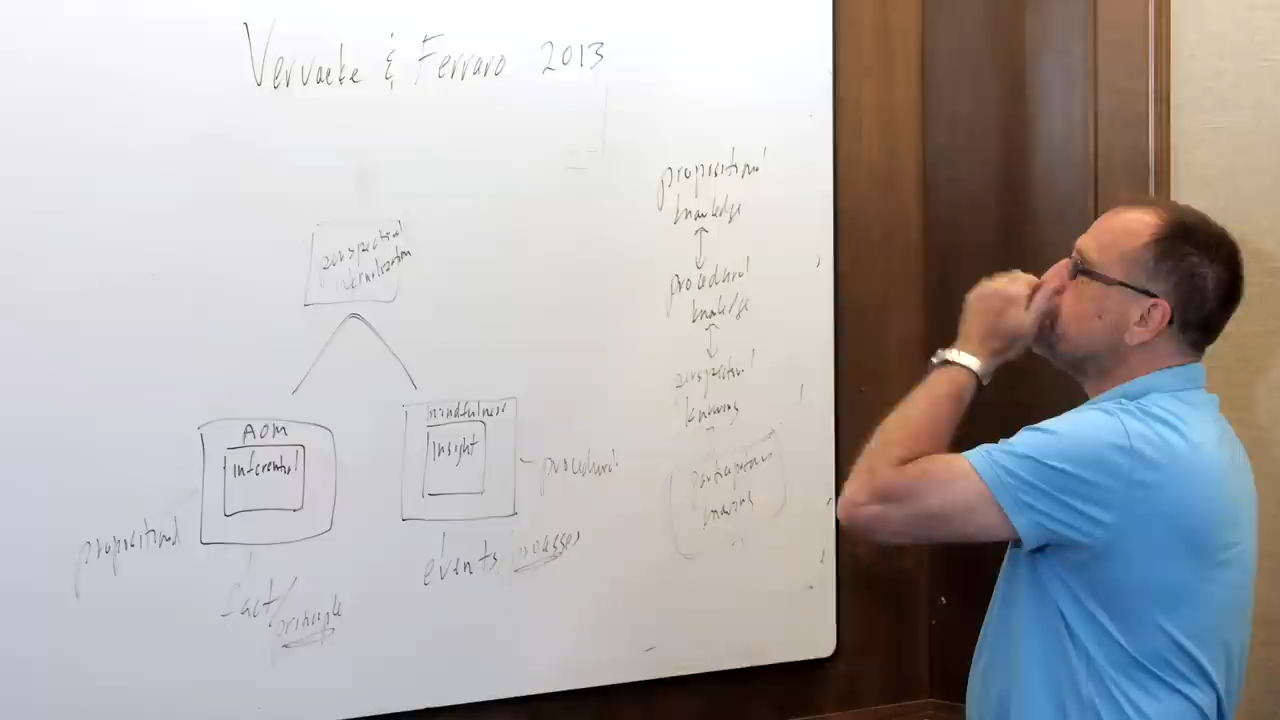 Vervaeke & Ferraro 2013
perspectival
internalization
AOM
inferential
propositional
fact/
principle
mindfulness
insight
procedural
events processes
propositional
knowledge
procedural
knowledge
perspectival
knowing
participatory
knowing